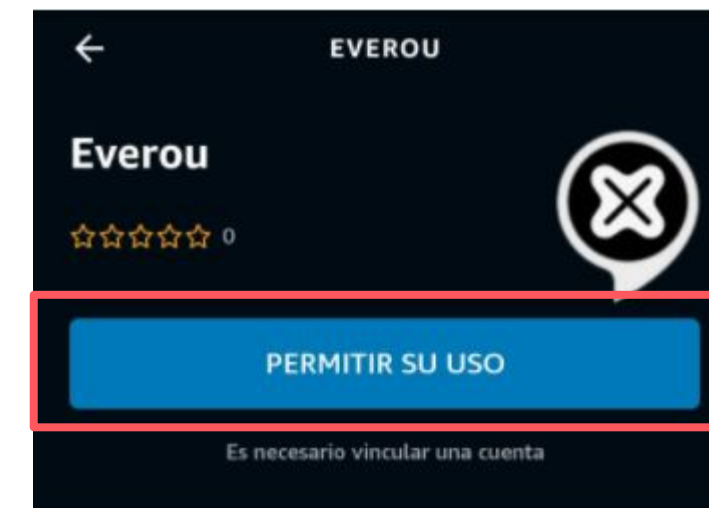 EVEROU
Everou
0
PERMITIR SU USO
Es necesario vincular una cuenta